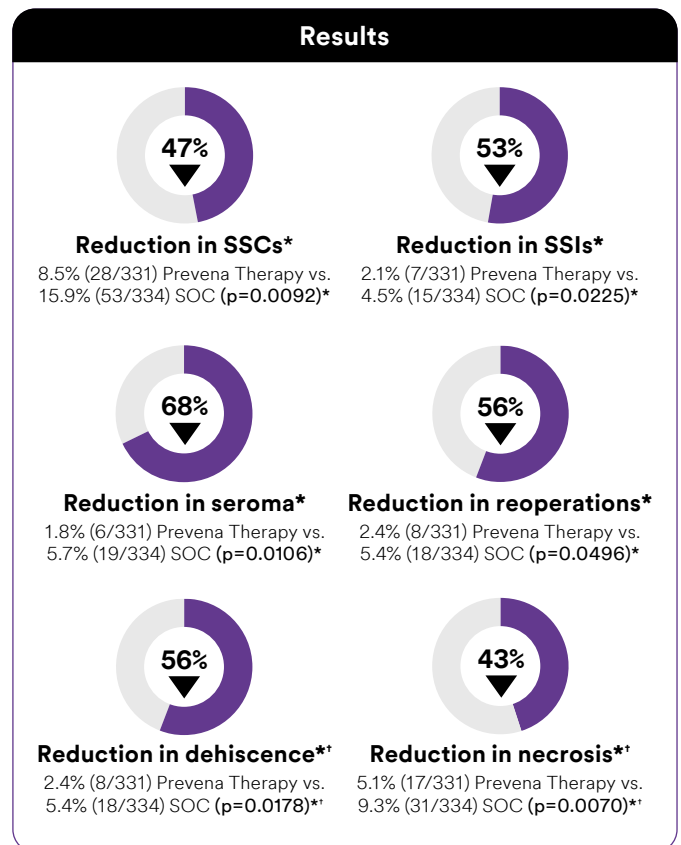 Results
47%
53%
Reduction in SSCs*
8.5% (28/331) Prevena Therapy vs.
15.9% (53/334) SOC (p=0.0092)*
Reduction in SSIs*
2.1% (7/331) Prevena Therapy vs.
4.5% (15/334) SOC (p=0.0225)*
68%
56%
Reduction in seroma*
1.8% (6/331) Prevena Therapy vs.
5.7% (19/334) SOC (p=0.0106)*
Reduction in reoperations*
2.4% (8/331) Prevena Therapy vs.
5.4% (18/334) SOC (p=0.0496)*
56%
43%
Reduction in dehiscence*†
2.4% (8/331) Prevena Therapy vs.
5.4% (18/334) SOC (p=0.0178)*†
Reduction in necrosis*†
5.1% (17/331) Prevena Therapy vs.
9.3% (31/334) SOC (p=0.0070)*†